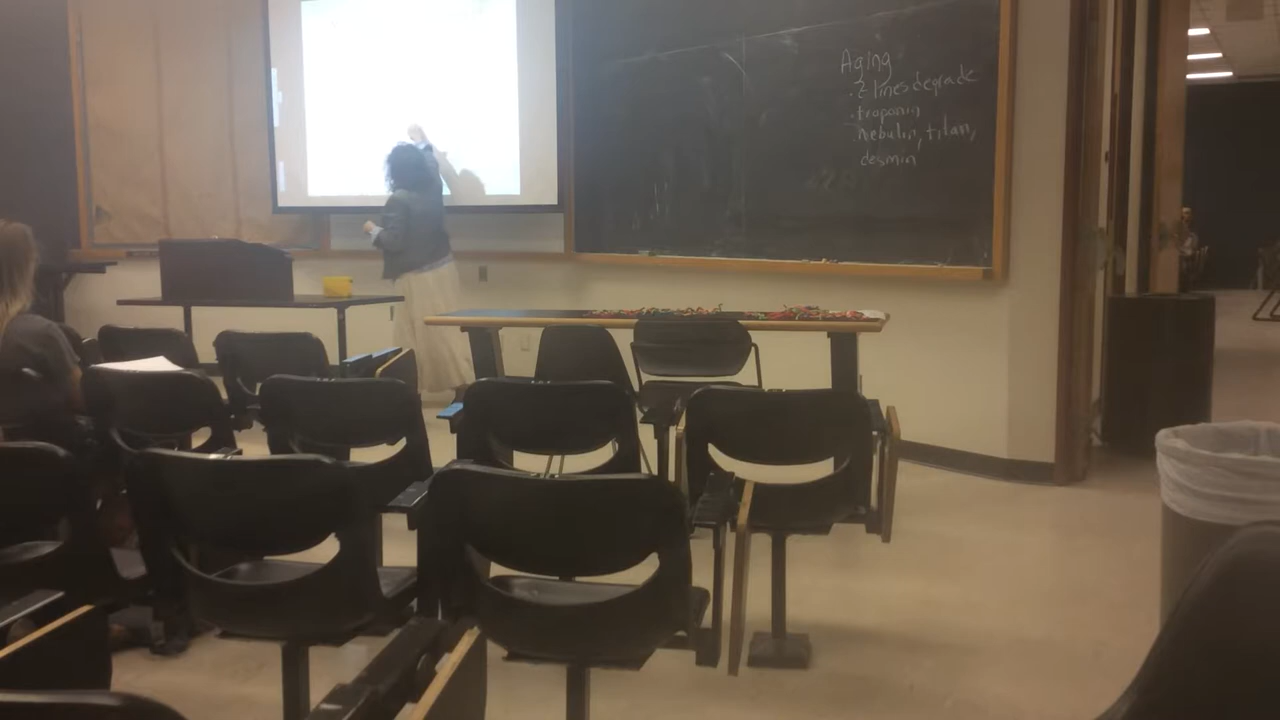 Aging
· Z lines degrade
· troponin
nebulin, titan,
desmin